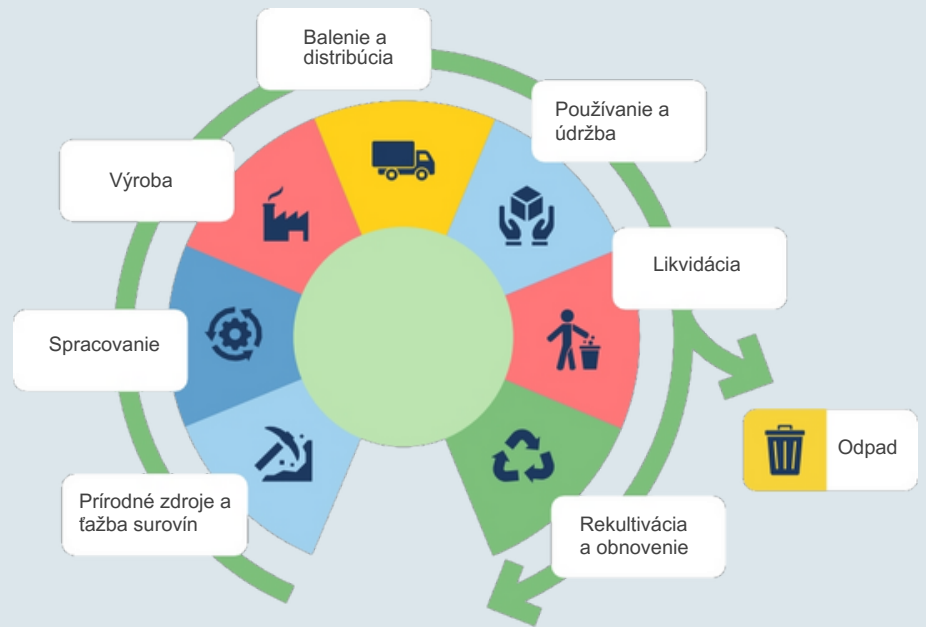 Balenie a
distribúcia
Používanie a
údržba
Výroba
Likvidácia
Spracovanie
Odpad
Prírodné zdroje a
ťažba surovín
Rekultivácia
a obnovenie